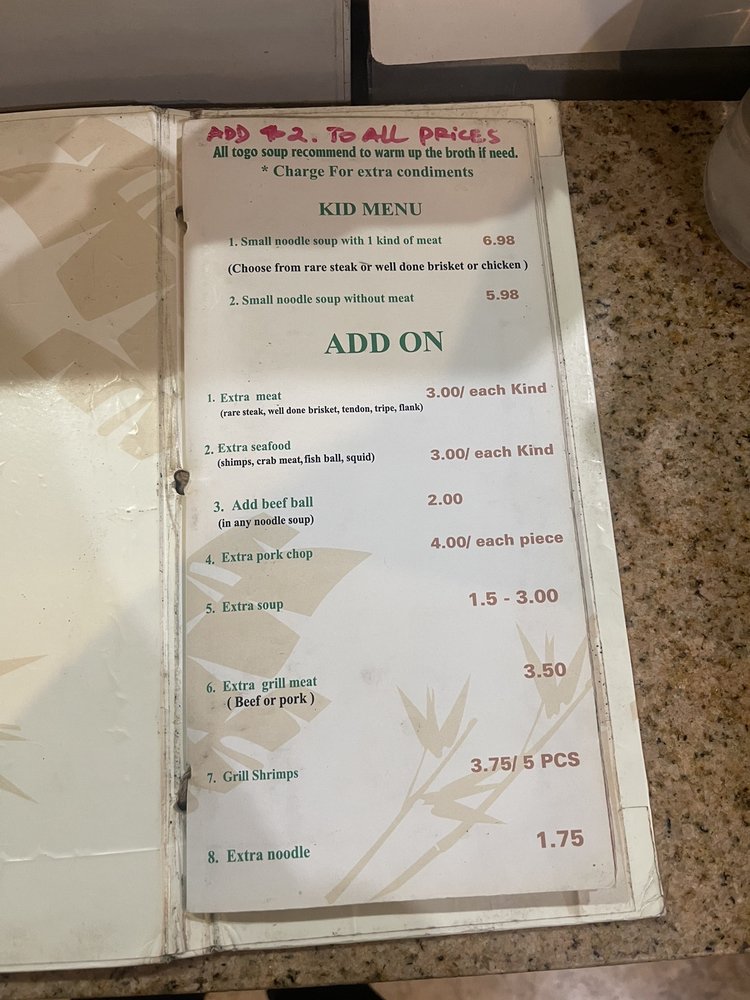 ADD $2. TO ALL PRICES
All togo soup recommend to warm up the broth if need.
* Charge For extra condiments
KID MENU
1. Small noodle soup with 1 kind of meat 6.98
(Choose from rare steak or well done brisket or chicken )
2. Small noodle soup without meat 5.98
ADD ON
1. Extra meat 3.00/ each Kind
(rare steak, well done brisket, tendon, tripe, flank)
2. Extra seafood 3.00/ each Kind
(shimps, crab meat, fish ball, squid)
3. Add beef ball 2.00
(in any noodle soup)
4. Extra pork chop 4.00/ each piece
5. Extra soup 1.5 - 3.00
6. Extra grill meat 3.50
( Beef or pork )
7. Grill Shrimps 3.75/ 5 PCS
8. Extra noodle 1.75